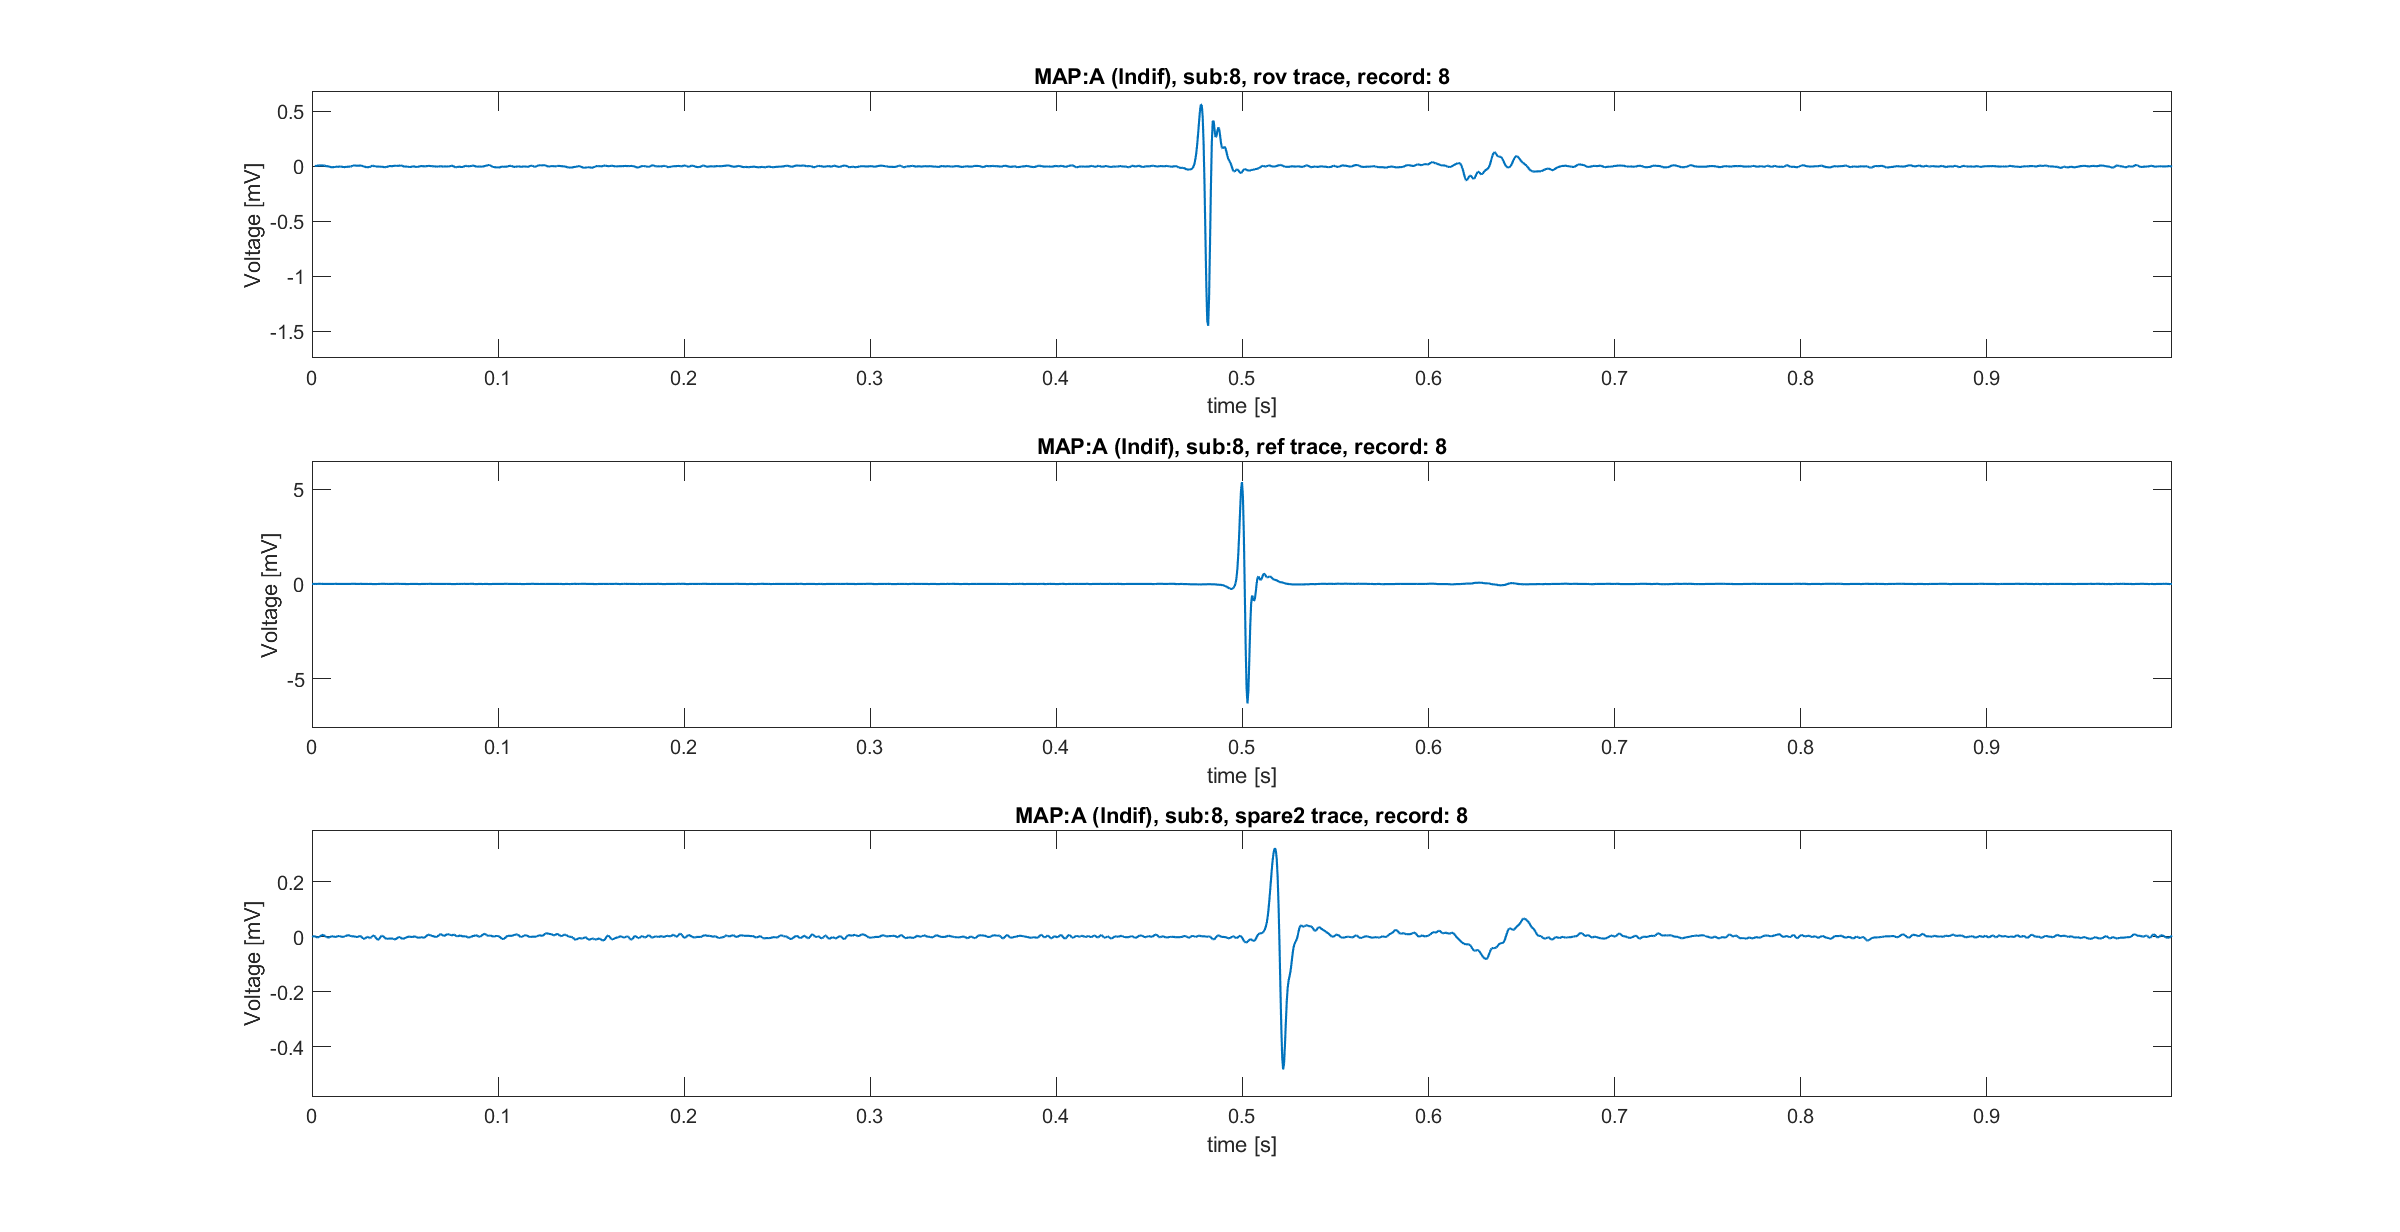 MAP:A (Indif), sub:8, rov trace, record: 8
Voltage [mV]
0.5
0
-0.5
-1
-1.5
0 0.1 0.2 0.3 0.4 0.5 0.6 0.7 0.8 0.9
time [s]
MAP:A (Indif), sub:8, ref trace, record: 8
Voltage [mV]
5
0
-5
0 0.1 0.2 0.3 0.4 0.5 0.6 0.7 0.8 0.9
time [s]
MAP:A (Indif), sub:8, spare2 trace, record: 8
Voltage [mV]
0.2
0
-0.2
-0.4
0 0.1 0.2 0.3 0.4 0.5 0.6 0.7 0.8 0.9
time [s]